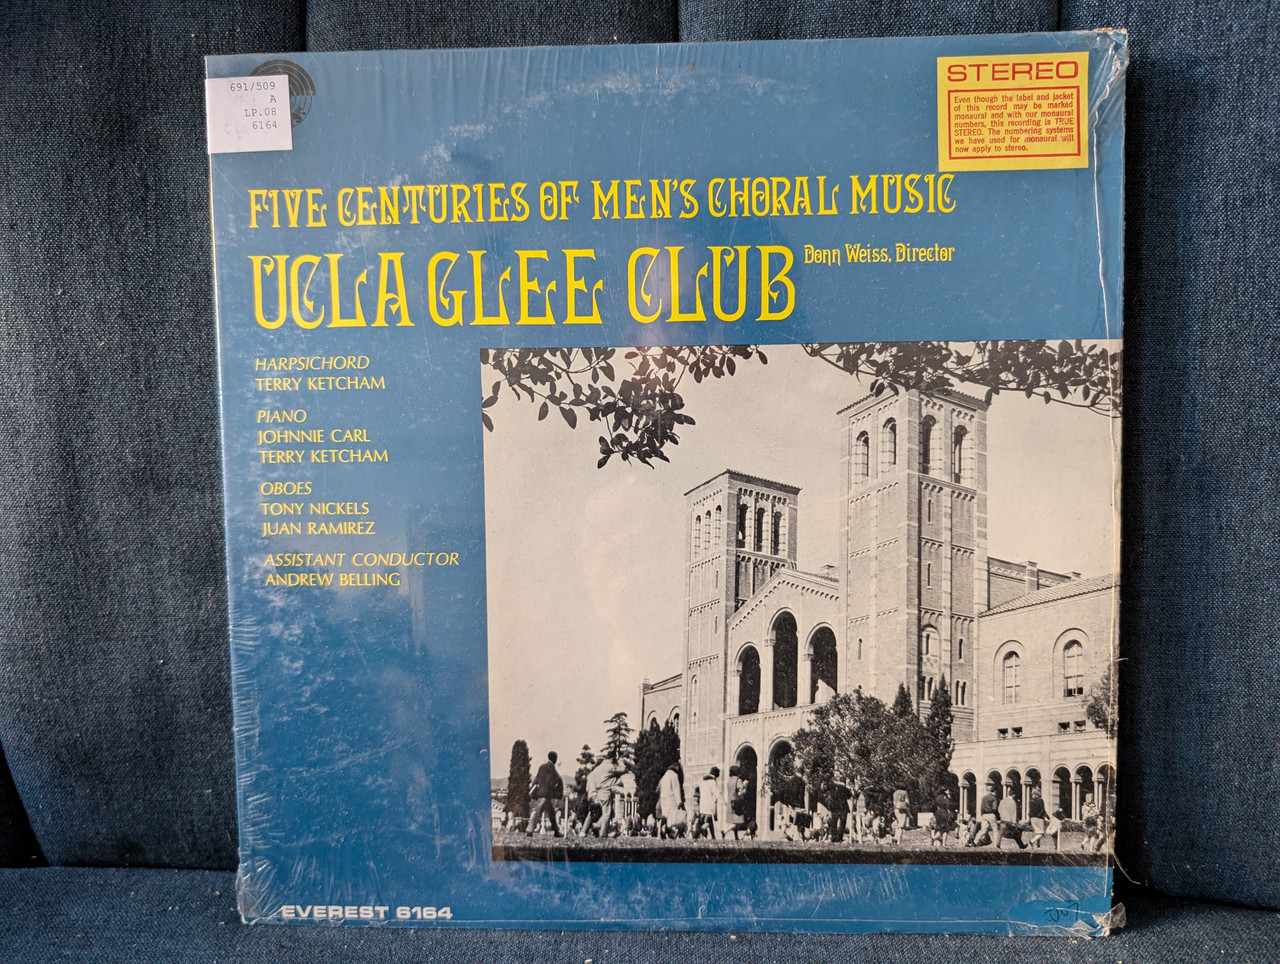 691/509
A
LP.08
6164
STEREO
Even though the label and jacket
of this record may be marked
monaural and with our monaural
numbers, this recording is TRUE
STEREO. The numbering systems
we have used for monaural will
now apply to stereo.
FIVE CENTURIES OF MEN'S CHORAL MUSIC
UCLA GLEE CLUB
Donn Weiss, Director
HARPSICHORD
TERRY KETCHAM
PIANO
JOHNNIE CARL
TERRY KETCHAM
OBOES
TONY NICKELS
JUAN RAMIREZ
ASSISTANT CONDUCTOR
ANDREW BELLING
EVEREST 6164